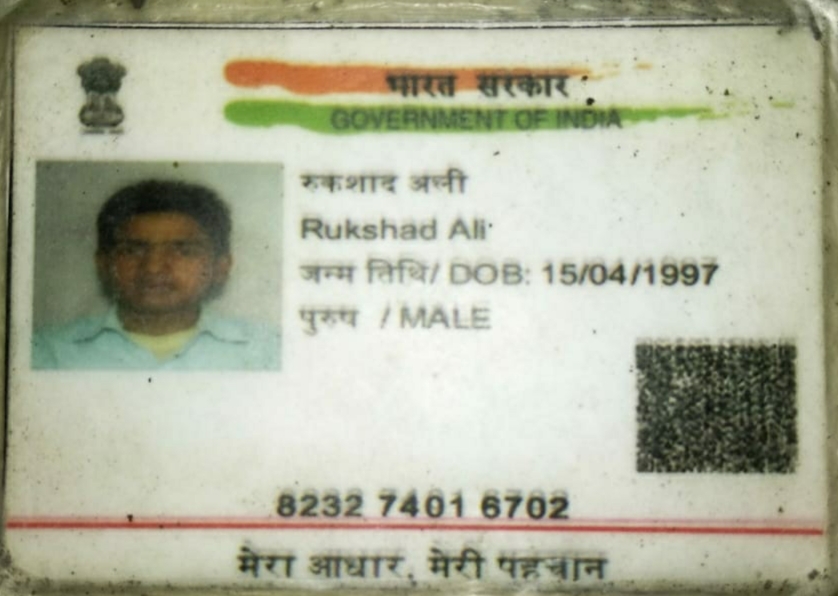 भारत सरकार
GOVERNMENT OF INDIA
रुकशाद अली
Rukshad Ali
जन्म तिथि/ DOB: 15/04/1997
पुरुष / MALE
8232 7401 6702
मेरा आधार, मेरी पहचान